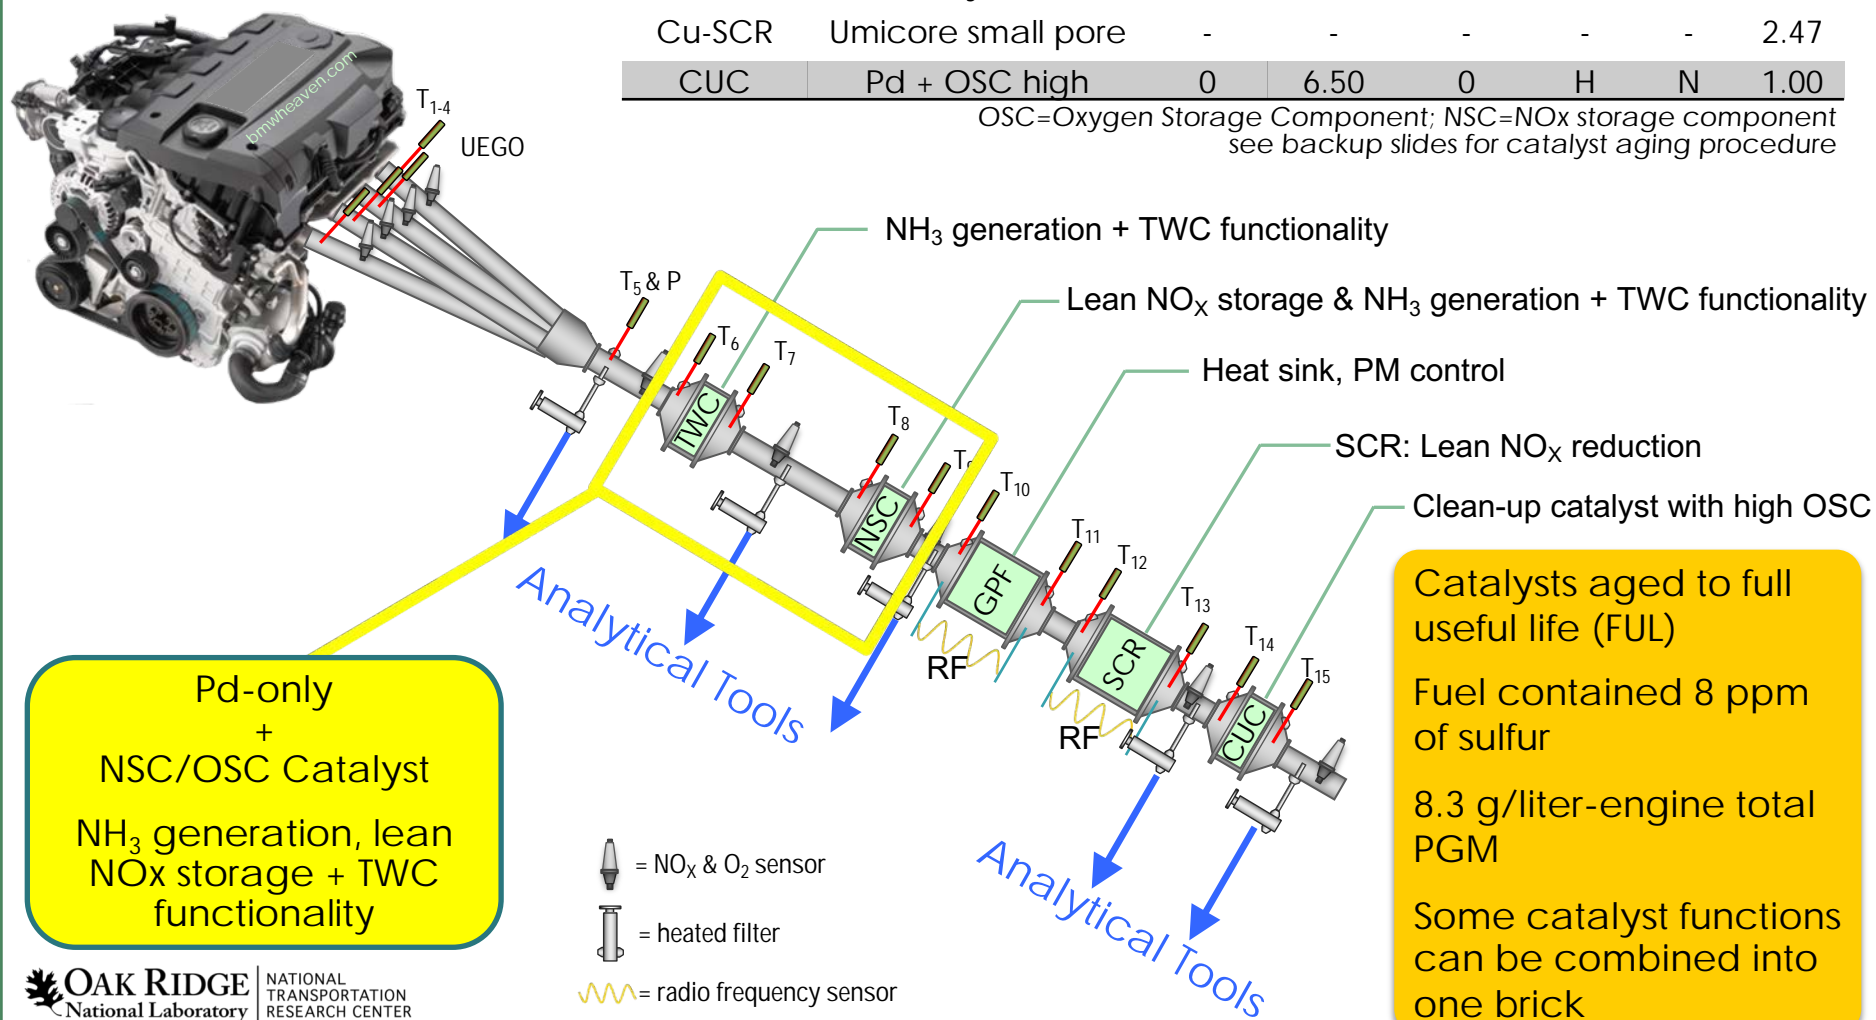 Cu-SCR Umicore small pore - - - - - 2.47
CUC Pd + OSC high 0 6.50 0 H N 1.00
OSC=Oxygen Storage Component; NSC=NOx storage component
see backup slides for catalyst aging procedure
bmwheaven.com
T1-4
UEGO
NH3 generation + TWC functionality
T5 & P
Lean NOX storage & NH3 generation + TWC functionality
T6
T7
Heat sink, PM control
TWC
T8
SCR: Lean NOX reduction
T10
NSC
Clean-up catalyst with high OSC
T11
T12
GPF
T13
SCR
T14
T15
CUC
RF
RF
Analytical Tools
Analytical Tools
Pd-only
+
NSC/OSC Catalyst
NH3 generation, lean
NOx storage + TWC
functionality
Catalysts aged to full
useful life (FUL)
Fuel contained 8 ppm
of sulfur
8.3 g/liter-engine total
PGM
Some catalyst functions
can be combined into
one brick
= NOX & O2 sensor
= heated filter
= radio frequency sensor
OAK RIDGE
National Laboratory
NATIONAL
TRANSPORTATION
RESEARCH CENTER